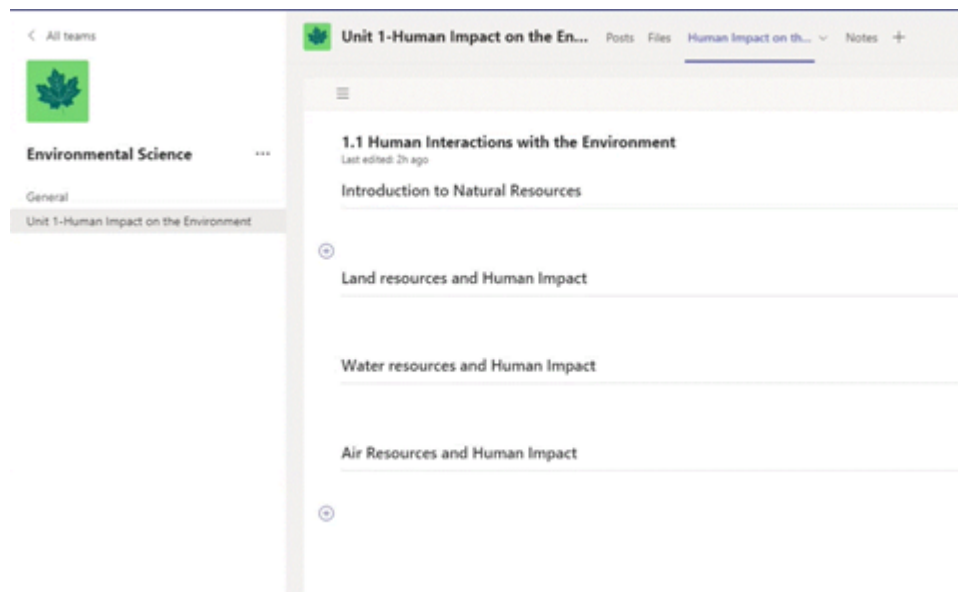 All teams
Environmental Science
General
Unit 1-Human Impact on the Environment
Unit 1-Human Impact on the En... Posts Files Human Impact on th... Notes
1.1 Human Interactions with the Environment
Last edited: 2h ago
Introduction to Natural Resources
Land resources and Human Impact
Water resources and Human Impact
Air Resources and Human Impact